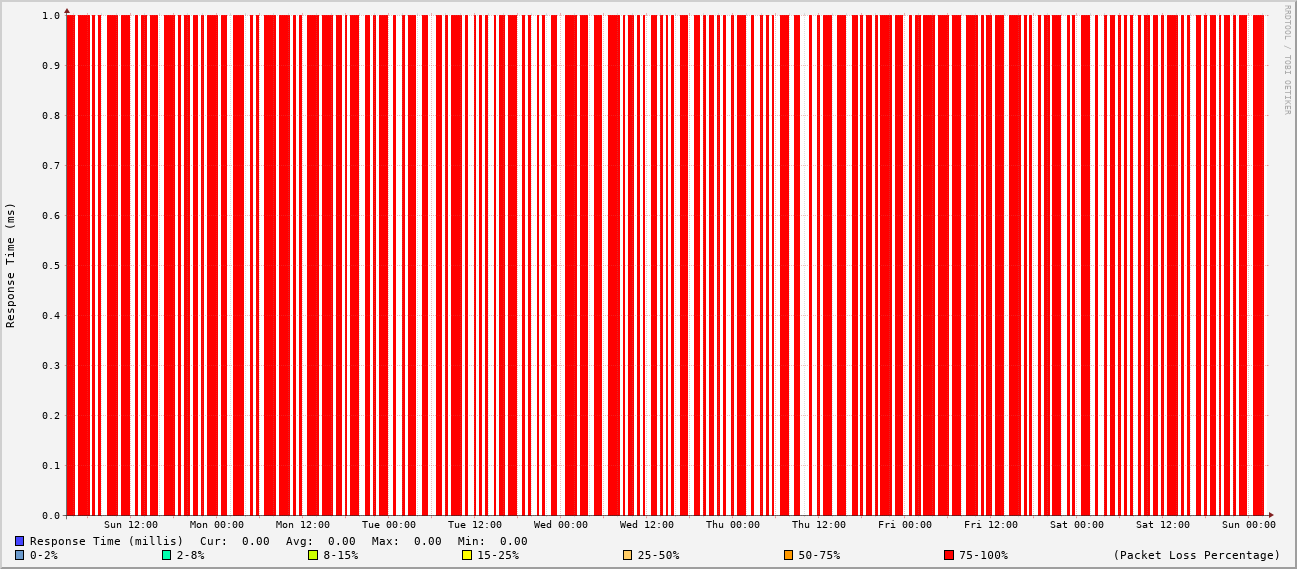 RRDTOOL / TOBI OETIKER
Response Time (ms)
1.0
0.9
0.8
0.7
0.6
0.5
0.4
0.3
0.2
0.1
0.0
Sun 12:00 Mon 00:00 Mon 12:00 Tue 00:00 Tue 12:00 Wed 00:00 Wed 12:00 Thu 00:00 Thu 12:00 Fri 00:00 Fri 12:00 Sat 00:00 Sat 12:00 Sun 00:00
Response Time (millis) Cur: 0.00 Avg: 0.00 Max: 0.00 Min: 0.00
0-2% 2-8% 8-15% 15-25% 25-50% 50-75% 75-100% (Packet Loss Percentage)